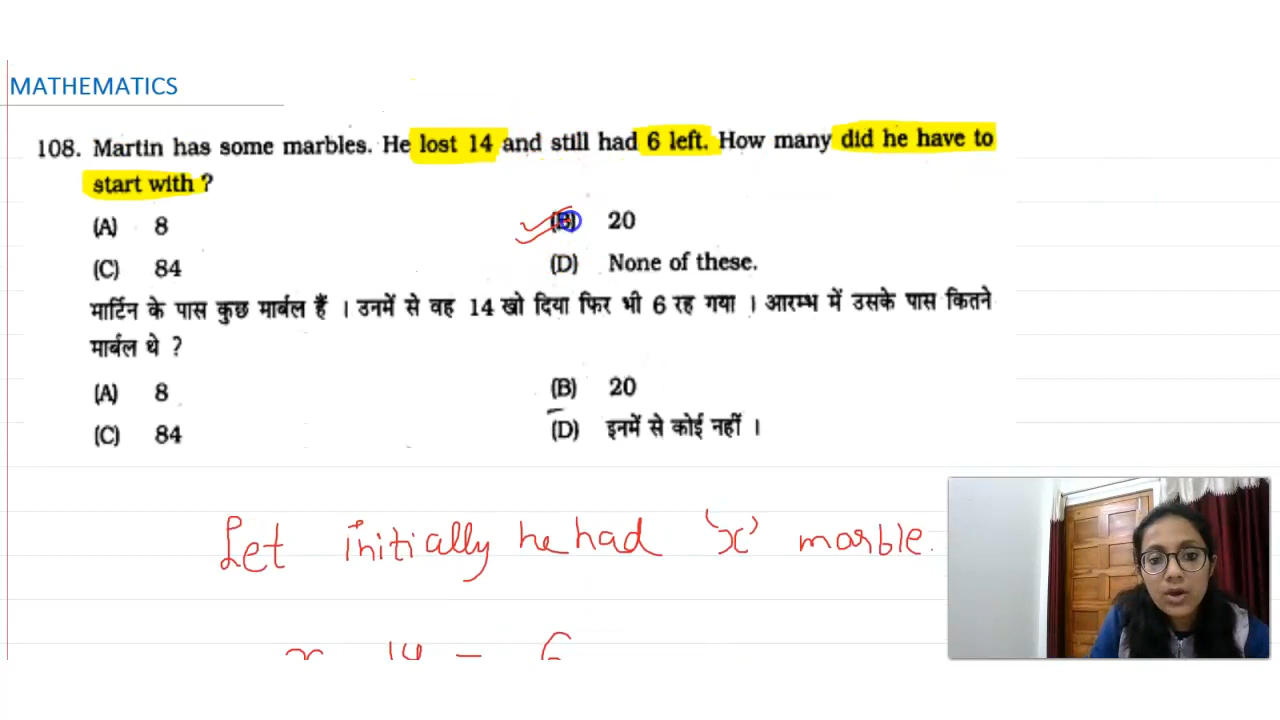 MATHEMATICS
108. Martin has some marbles. He lost 14 and still had 6 left. How many did he have to
start with ?
(A) 8 (B) 20
(C) 84 (D) None of these.
मार्टिन के पास कुछ मार्बल हैं । उनमें से वह 14 खो दिया फिर भी 6 रह गया । आरम्भ में उसके पास कितने
मार्बल थे ?
(A) 8 (B) 20
(C) 84 (D) इनमें से कोई नहीं ।
Let initially he had 'x' marble.
x - 14 = 6